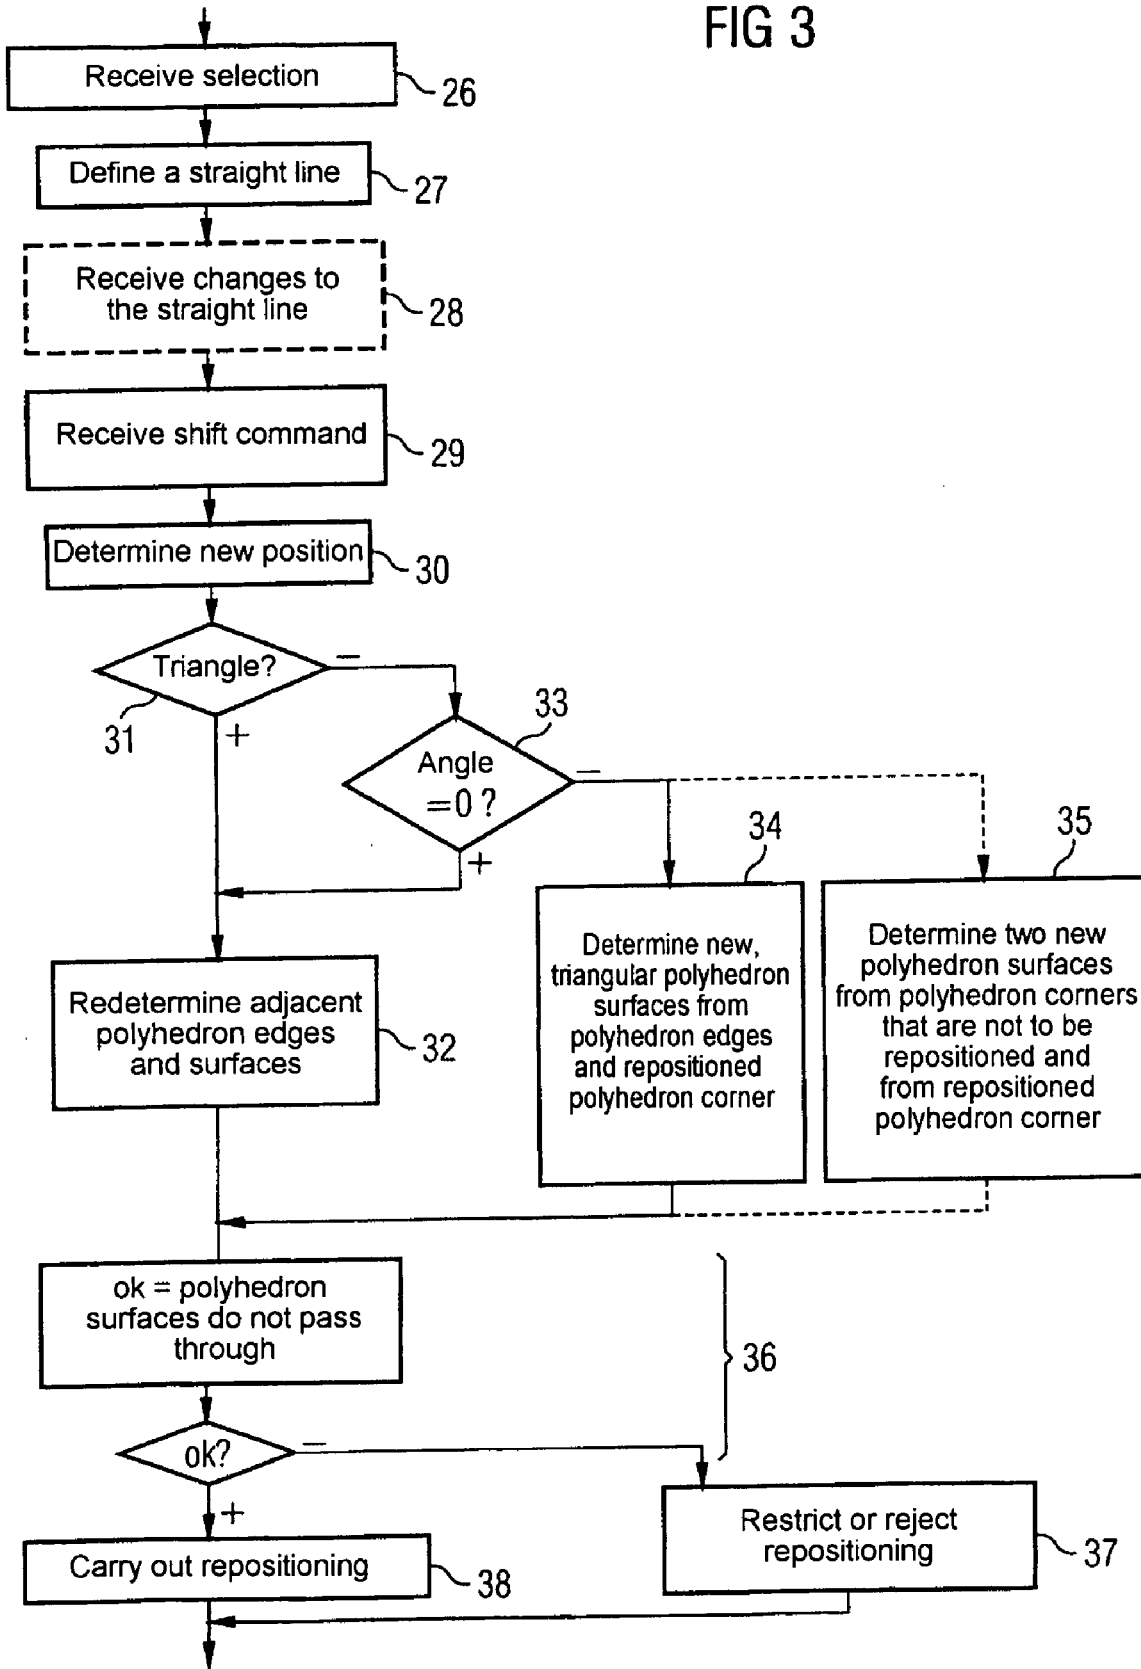 FIG 3
Receive selection
26
Define a straight line
27
Receive changes to
the straight line
28
Receive shift command
29
Determine new position
30
Triangle?
−
31
+
33
Angle
=0 ?
−
+
34
35
Determine new,
triangular polyhedron
surfaces from
polyhedron edges
and repositioned
polyhedron corner
Determine two new
polyhedron surfaces
from polyhedron corners
that are not to be
repositioned and
from repositioned
polyhedron corner
Redetermine adjacent
polyhedron edges
and surfaces
32
ok = polyhedron
surfaces do not pass
through
36
ok?
−
+
Restrict or reject
repositioning
37
Carry out repositioning
38